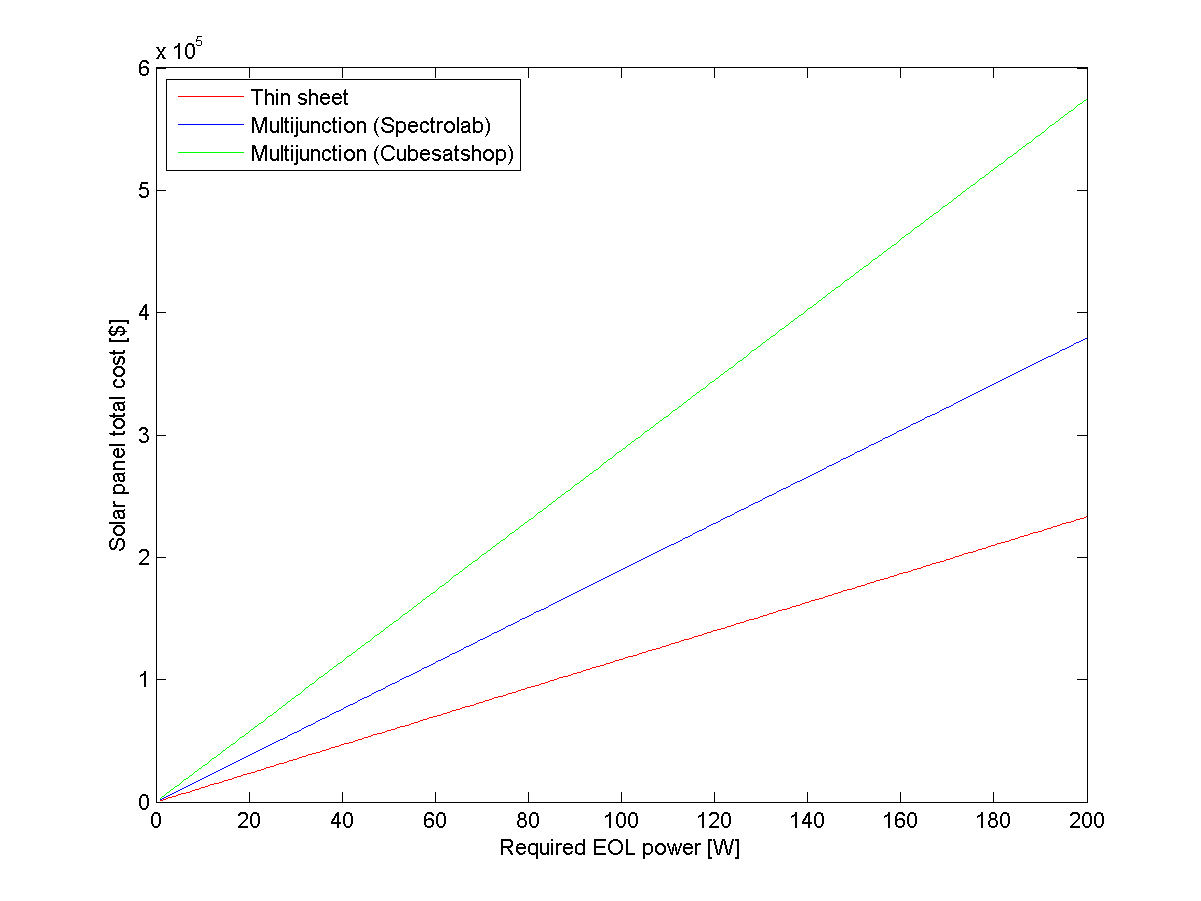 x 10^5
6
5
4
3
2
1
0
Solar panel total cost [$]
Thin sheet
Multijunction (Spectrolab)
Multijunction (Cubesatshop)
0 20 40 60 80 100 120 140 160 180 200
Required EOL power [W]